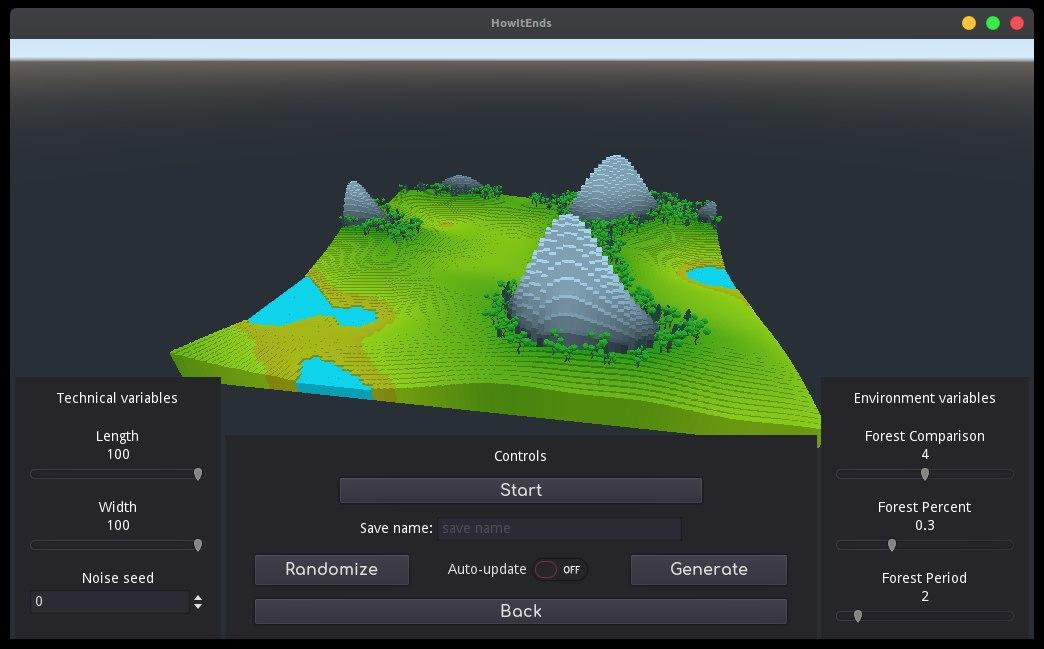 HowItEnds
Technical variables
Length
100
Width
100
Noise seed
0
Controls
Start
Save name: save name
Randomize Auto-update OFF Generate
Back
Environment variables
Forest Comparison
4
Forest Percent
0.3
Forest Period
2